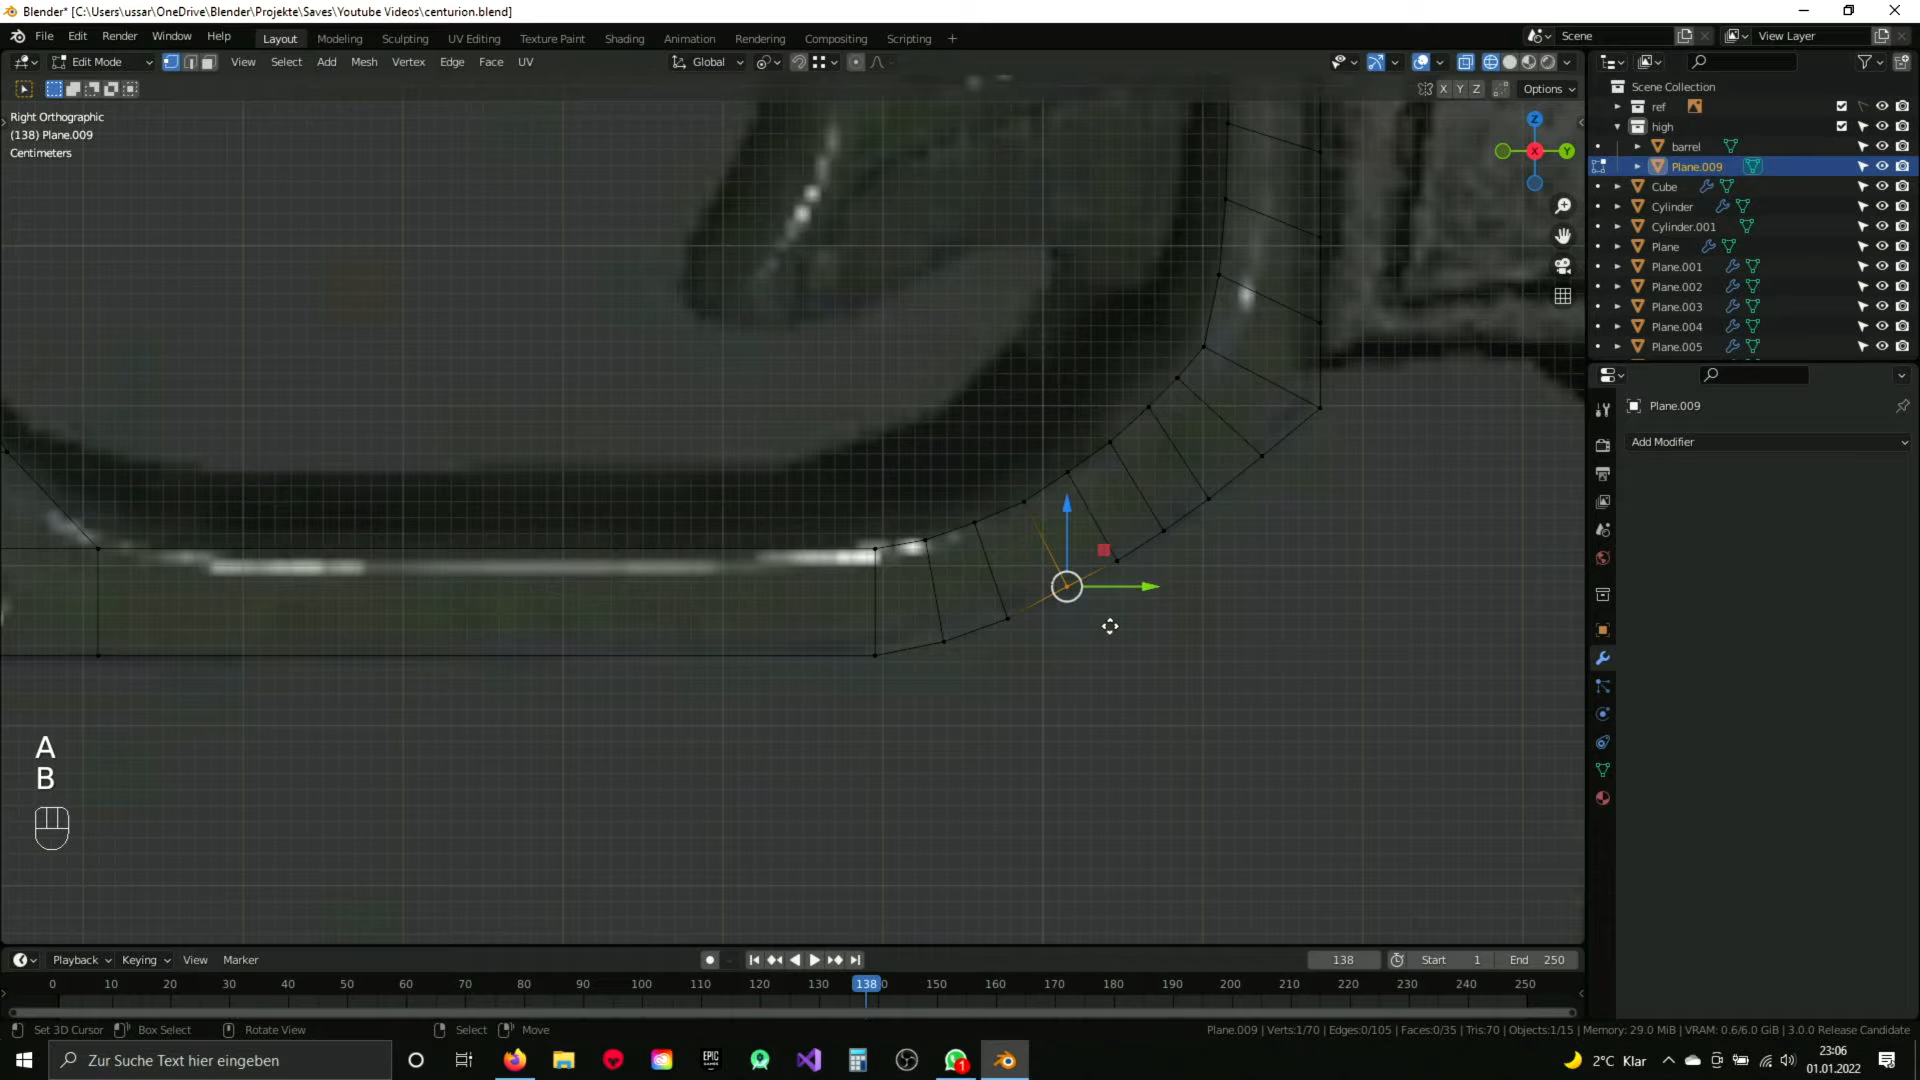 Blender* [C:\Users\ussar\OneDrive\Blender\Projekte\Saves\Youtube Videos\centurion.blend]
File Edit Render Window Help Layout Modeling Sculpting UV Editing Texture Paint Shading Animation Rendering Compositing Scripting + Scene View Layer
Edit Mode View Select Add Mesh Vertex Edge Face UV Global
X Y Z Options
Right Orthographic
(138) Plane.009
Centimeters
Z
X
Y
Scene Collection
ref
high
barrel
Plane.009
Cube
Cylinder
Cylinder.001
Plane
Plane.001
Plane.002
Plane.003
Plane.004
Plane.005
Plane.009
Add Modifier
A
B
Playback Keying View Marker 138 Start 1 End 250
0 10 20 30 40 50 60 70 80 90 100 110 120 130 138 0 150 160 170 180 190 200 210 220 230 240 250
Set 3D Cursor Box Select Rotate View Select Move Plane.009 | Verts:1/70 | Edges:0/105 | Faces:0/35 | Tris:70 | Objects:1/15 | Memory: 29.0 MiB | VRAM: 0.6/6.0 GiB | 3.0.0 Release Candidate
Zur Suche Text hier eingeben EPIC GAMES 1 2°C Klar 23:06
01.01.2022